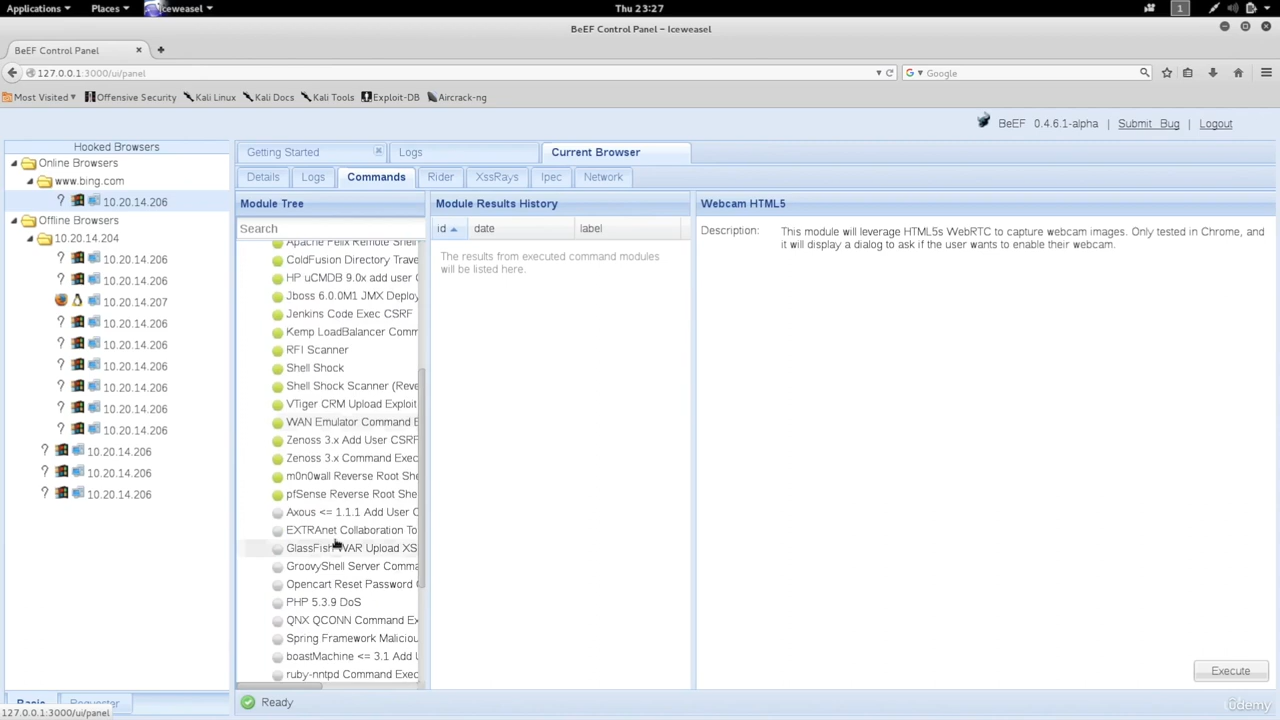 Applications Places Iceweasel Thu 23:27 1
BeEF Control Panel - Iceweasel
BeEF Control Panel
127.0.0.1:3000/ui/panel Google
Most Visited Offensive Security Kali Linux Kali Docs Kali Tools Exploit-DB Aircrack-ng
BeEF 0.4.6.1-alpha | Submit Bug | Logout
Hooked Browsers
Online Browsers
www.bing.com
? 10.20.14.206
Offline Browsers
10.20.14.204
? 10.20.14.206
? 10.20.14.206
10.20.14.207
? 10.20.14.206
? 10.20.14.206
? 10.20.14.206
? 10.20.14.206
? 10.20.14.206
? 10.20.14.206
? 10.20.14.206
? 10.20.14.206
? 10.20.14.206
Basic Requester
127.0.0.1:3000/ui/panel
Getting Started Logs Current Browser
Details Logs Commands Rider XssRays Ipec Network
Module Tree
Search
Apache Felix Remote Shell
ColdFusion Directory Trave
HP uCMDB 9.0x add user C
Jboss 6.0.0M1 JMX Deploy
Jenkins Code Exec CSRF
Kemp LoadBalancer Comm
RFI Scanner
Shell Shock
Shell Shock Scanner (Reve
VTiger CRM Upload Exploit
WAN Emulator Command E
Zenoss 3.x Add User CSRF
Zenoss 3.x Command Exec
m0n0wall Reverse Root She
pfSense Reverse Root She
Axous <= 1.1.1 Add User C
EXTRAnet Collaboration To
GlassFish WAR Upload XS
GroovyShell Server Comma
Opencart Reset Password
PHP 5.3.9 DoS
QNX QCONN Command Ex
Spring Framework Maliciou
boastMachine <= 3.1 Add U
ruby-nntpd Command Exec
Module Results History
id date label
The results from executed command modules
will be listed here.
Webcam HTML5
Description: This module will leverage HTML5s WebRTC to capture webcam images. Only tested in Chrome, and
it will display a dialog to ask if the user wants to enable their webcam.
Execute
Ready
ûdemy